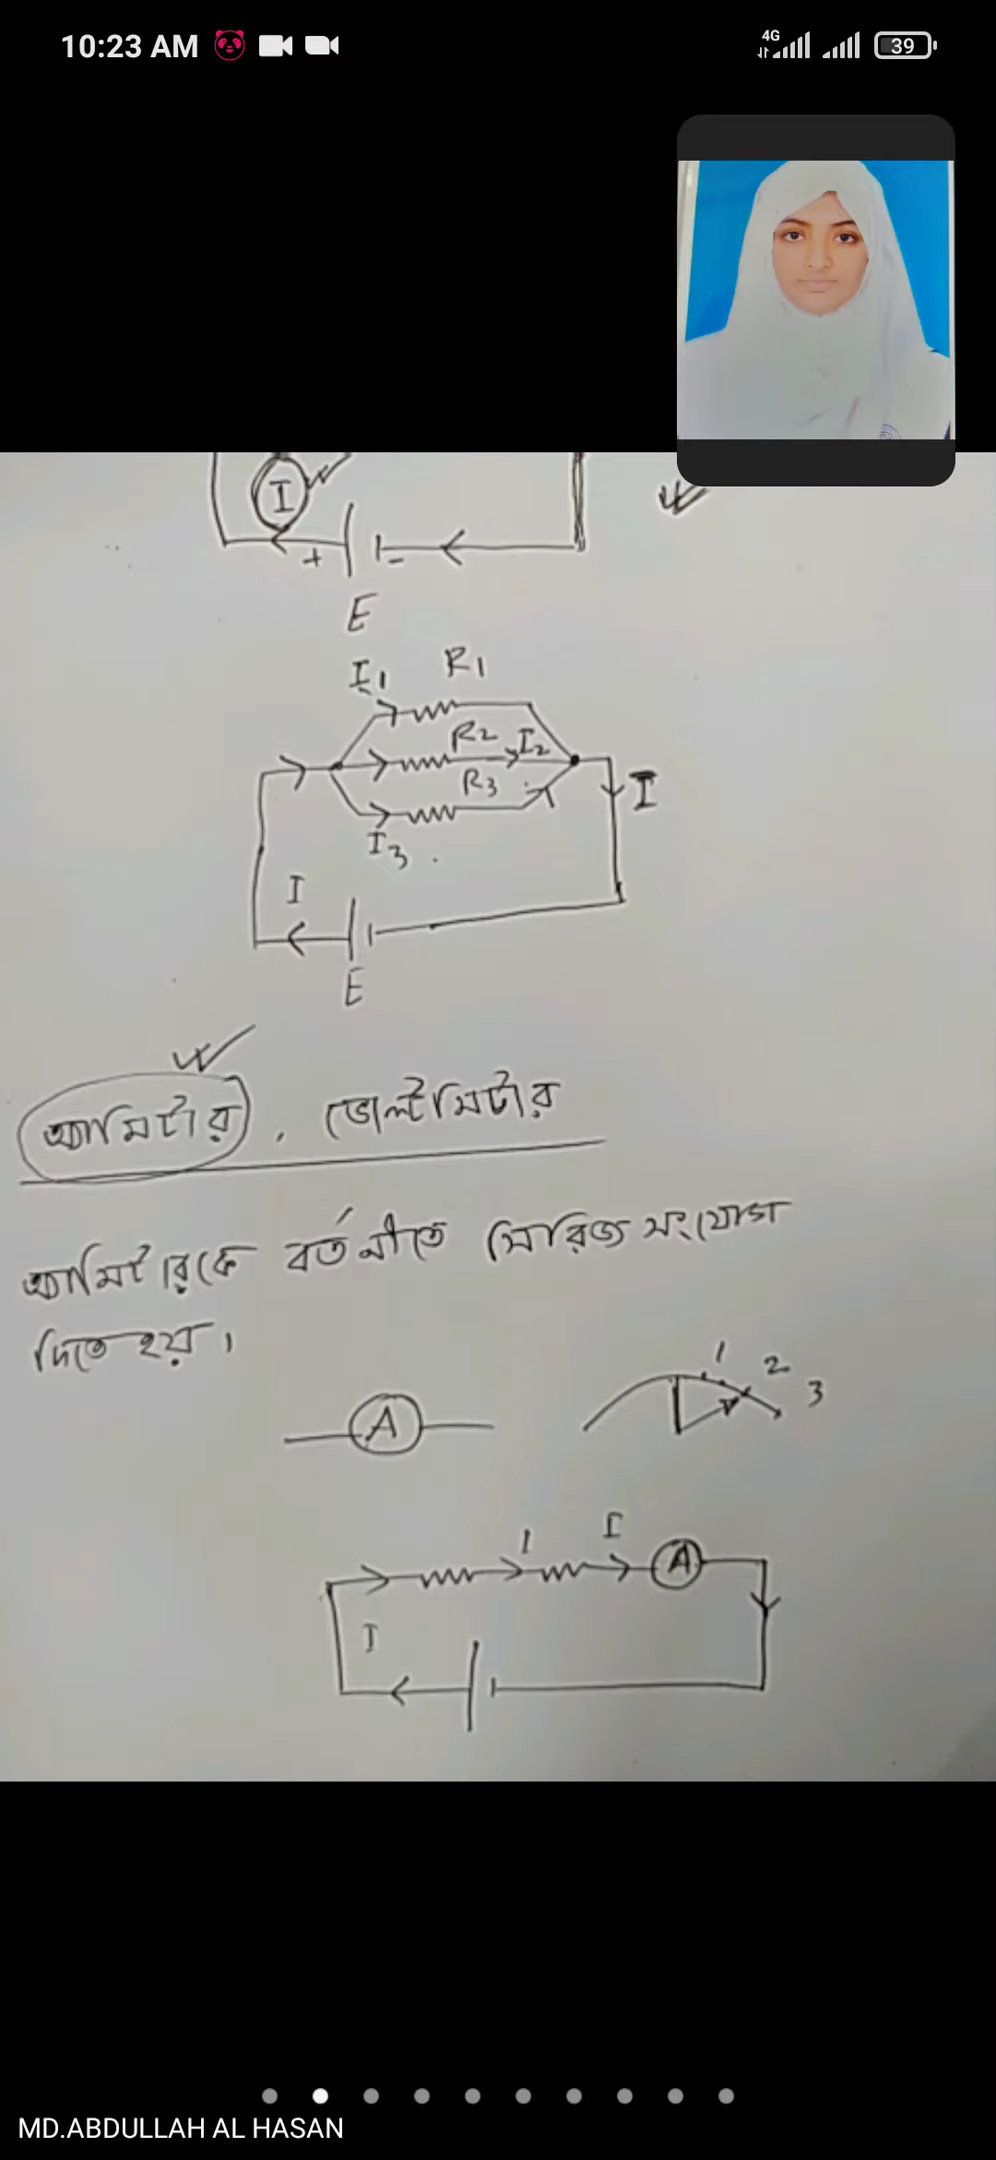 10:23 AM
4G
39
I
+ -
E
I1 R1
R2 I2
R3
I
I3
I
E
অ্যামিটার, ভোল্টমিটার
অ্যামিটারকে বর্তনীতে সিরিজ সংযোগ
দিতে হয়।
1 2 3
A
I I
A
I
MD.ABDULLAH AL HASAN